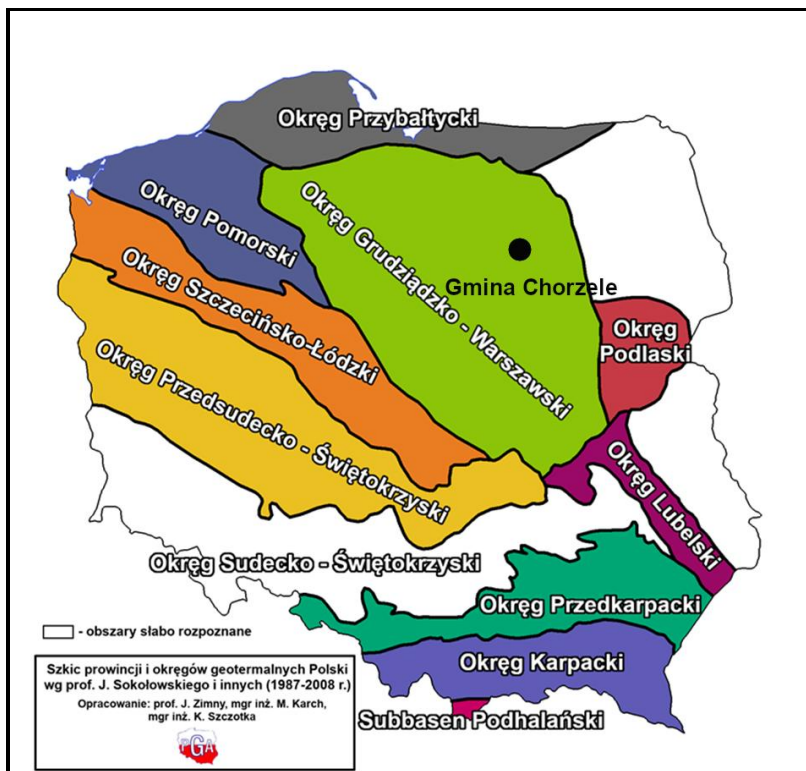 Okręg Przybałtycki
Okręg Pomorski
Okręg Grudziądzko - Warszawski
Gmina Chorzele
Okręg Szczecińsko-Łódzki
Okręg
Podlaski
Okręg Przedsudecko - Świętokrzyski
Okręg Lubelski
Okręg Sudecko - Świętokrzyski
Okręg Przedkarpacki
- obszary słabo rozpoznane
Okręg Karpacki
Szkic prowincji i okręgów geotermalnych Polski
wg prof. J. Sokołowskiego i innych (1987-2008 r.)
Opracowanie: prof. J. Zimny, mgr inż. M. Karch,
mgr inż. K. Szczotka
PGA
Subbasen Podhalański